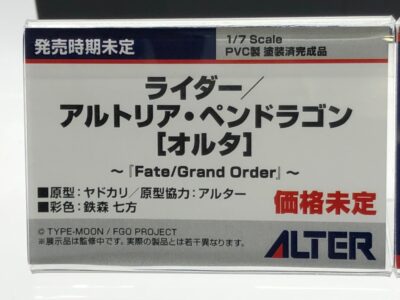 発売時期未定
1/7 Scale
PVC製 塗装済完成品
ライダー／
アルトリア・ペンドラゴン
[オルタ]
～『Fate/Grand Order』～
■原型：ヤドカリ／原型協力：アルター
■彩色：鉄森 七方
価格未定
© TYPE-MOON / FGO PROJECT
※展示品は監修中です。実際の製品とは若干異なります。
ALTER